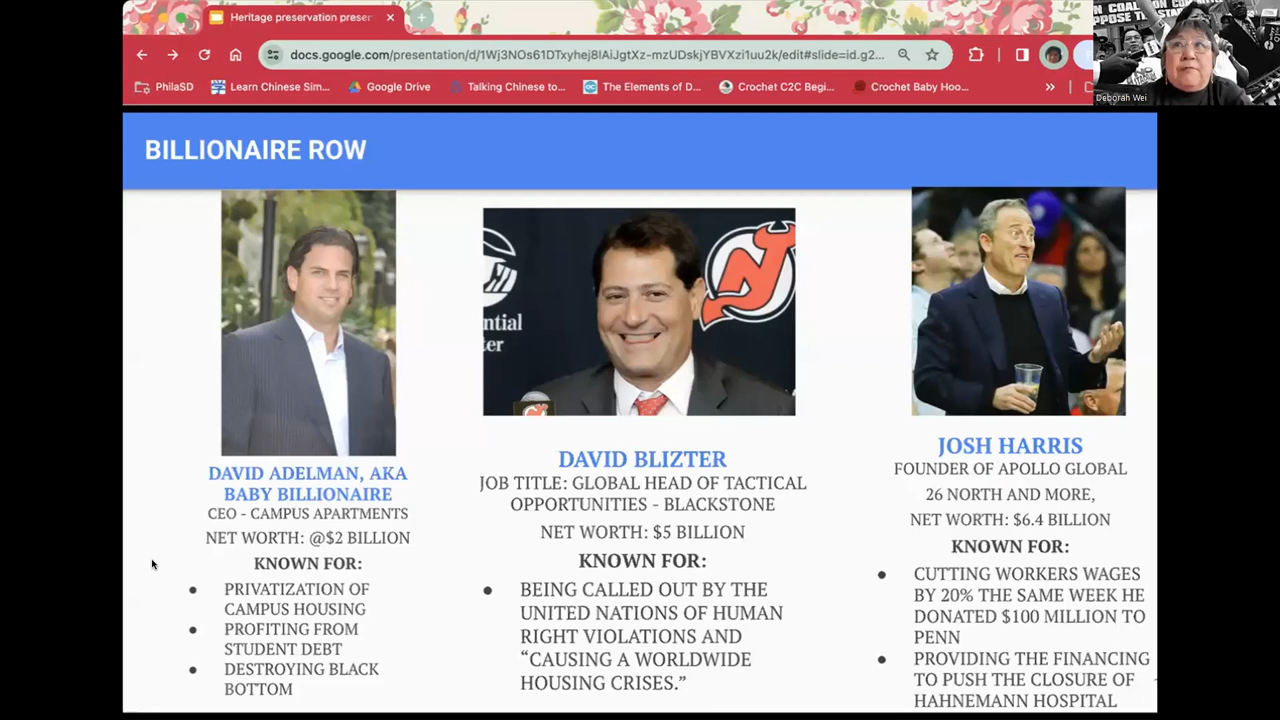 Heritage preservation preser
docs.google.com/presentation/d/1Wj3NOs61DTxyhej8IAiJgtXz-mzUDskjYBVXzi1uu2k/edit#slide=id.g2...
PhilaSD
Learn Chinese Sim...
Google Drive
Talking Chinese to...
The Elements of D...
Crochet C2C Begi...
Crochet Baby Hoo...
Deborah Wei
BILLIONAIRE ROW
ntial
ter
DAVID ADELMAN, AKA
BABY BILLIONAIRE
CEO - CAMPUS APARTMENTS
NET WORTH: @$2 BILLION
KNOWN FOR:
● PRIVATIZATION OF
CAMPUS HOUSING
● PROFITING FROM
STUDENT DEBT
● DESTROYING BLACK
BOTTOM
DAVID BLIZTER
JOB TITLE: GLOBAL HEAD OF TACTICAL
OPPORTUNITIES - BLACKSTONE
NET WORTH: $5 BILLION
KNOWN FOR:
● BEING CALLED OUT BY THE
UNITED NATIONS OF HUMAN
RIGHT VIOLATIONS AND
“CAUSING A WORLDWIDE
HOUSING CRISES.”
JOSH HARRIS
FOUNDER OF APOLLO GLOBAL
26 NORTH AND MORE,
NET WORTH: $6.4 BILLION
KNOWN FOR:
● CUTTING WORKERS WAGES
BY 20% THE SAME WEEK HE
DONATED $100 MILLION TO
PENN
● PROVIDING THE FINANCING
TO PUSH THE CLOSURE OF
HAHNEMANN HOSPITAL